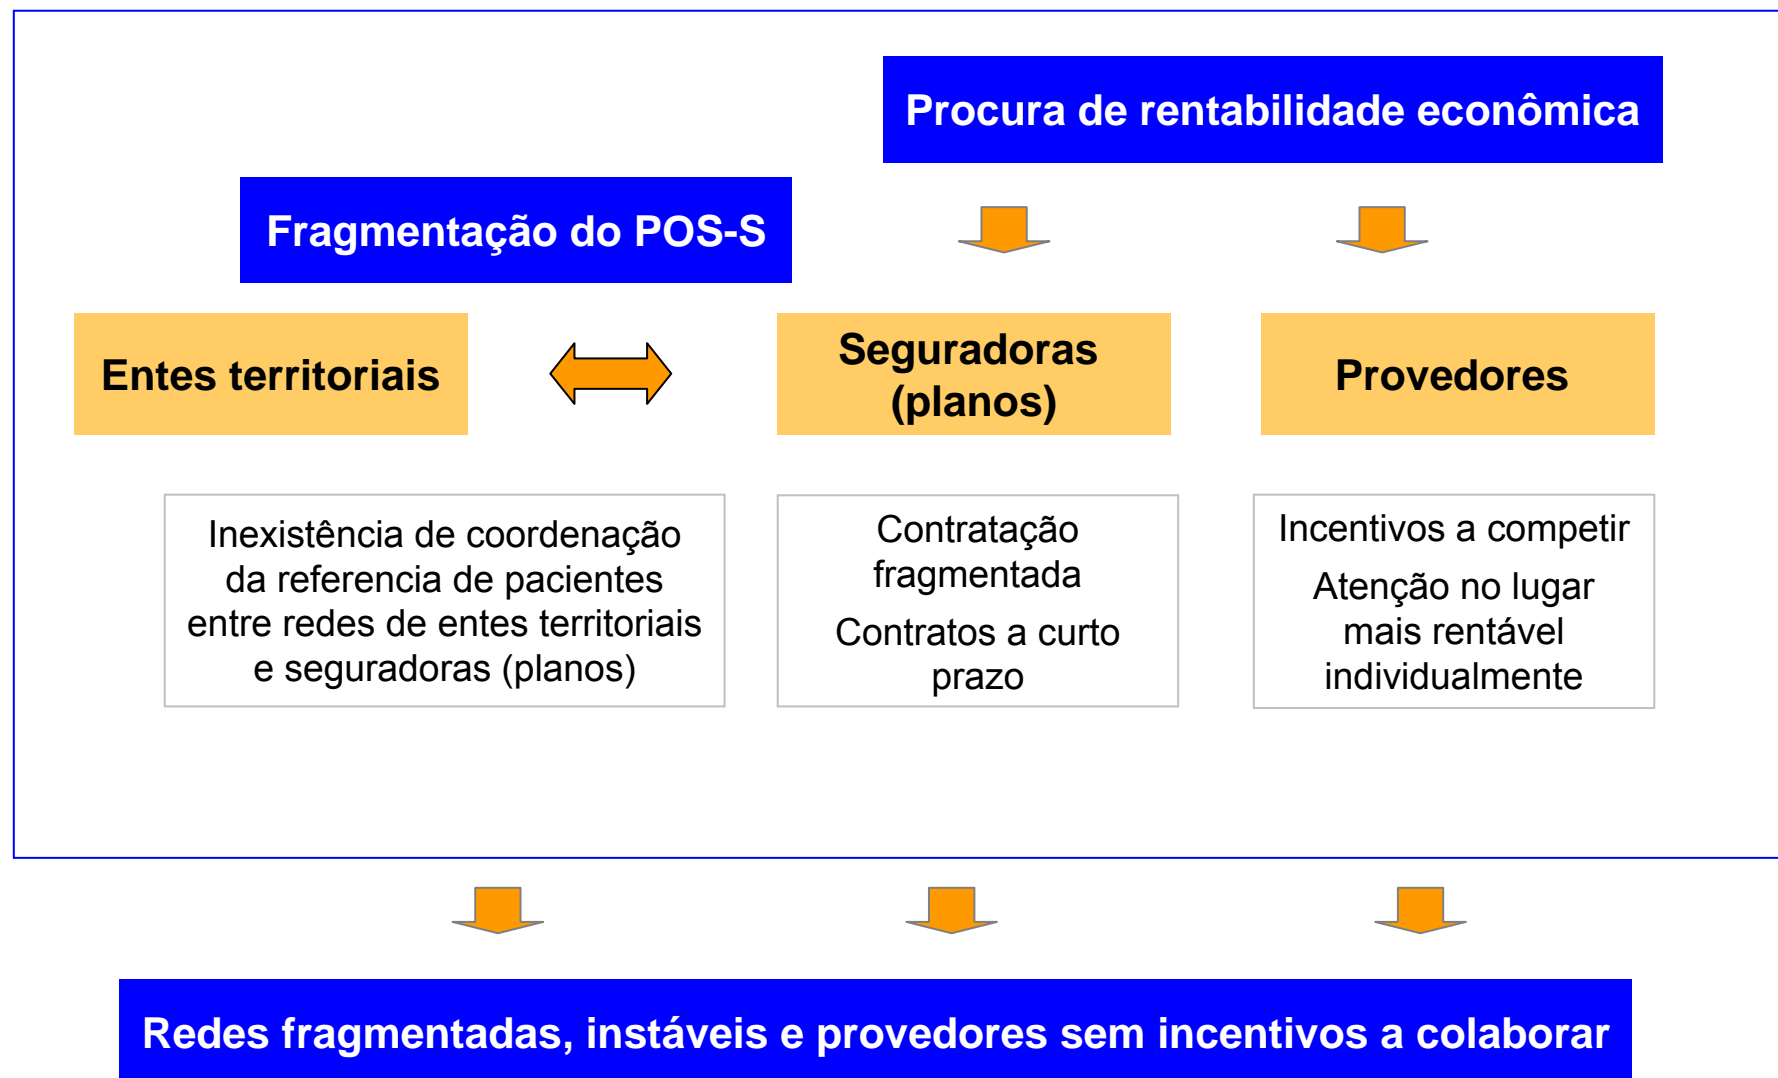 Procura de rentabilidade econômica
Fragmentação do POS-S
Entes territoriais
Seguradoras
(planos)
Provedores
Inexistência de coordenação
da referencia de pacientes
entre redes de entes territoriais
e seguradoras (planos)
Contratação
fragmentada
Contratos a curto
prazo
Incentivos a competir
Atenção no lugar
mais rentável
individualmente
Redes fragmentadas, instáveis e provedores sem incentivos a colaborar